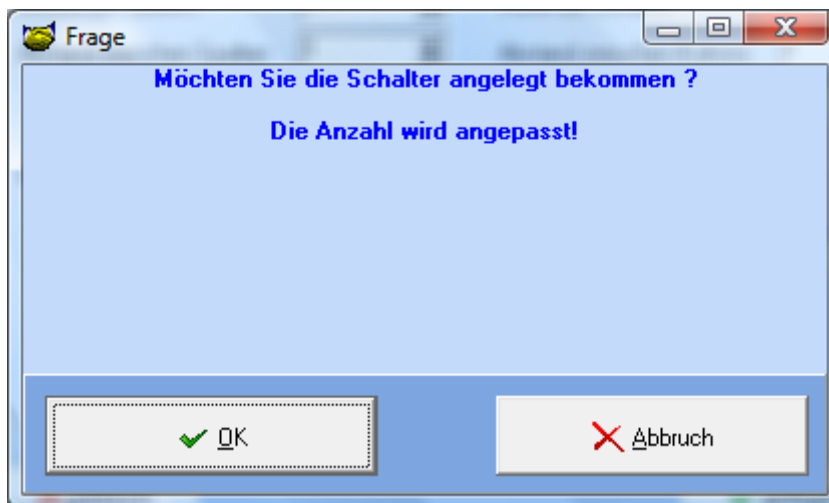 Frage
Möchten Sie die Schalter angelegt bekommen ?
Die Anzahl wird angepasst!
OK
Abbruch